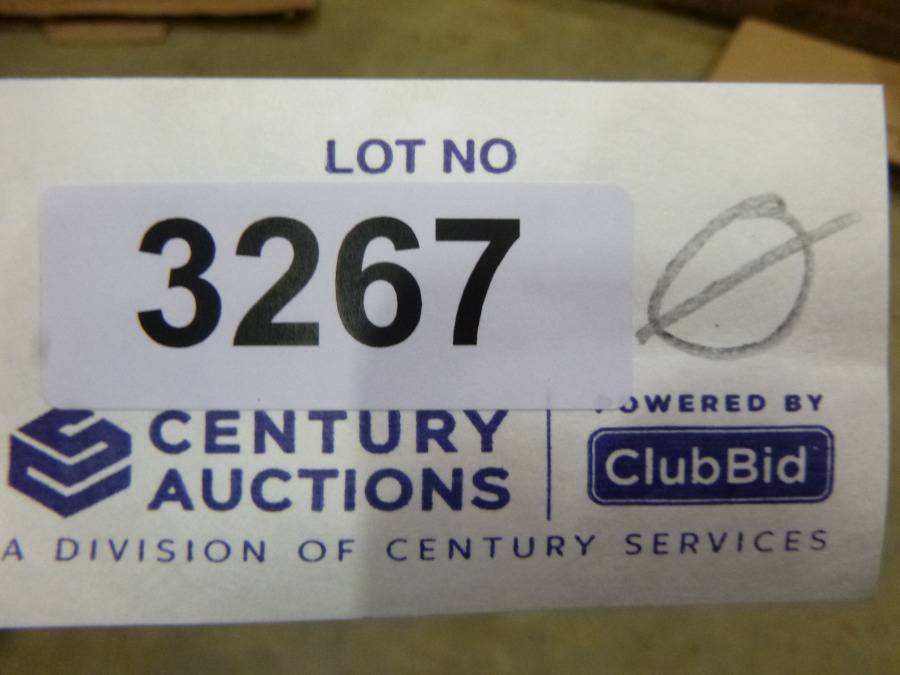 LOT NO
3267 Ø
CENTURY
AUCTIONS
POWERED BY
ClubBid
A DIVISION OF CENTURY SERVICES